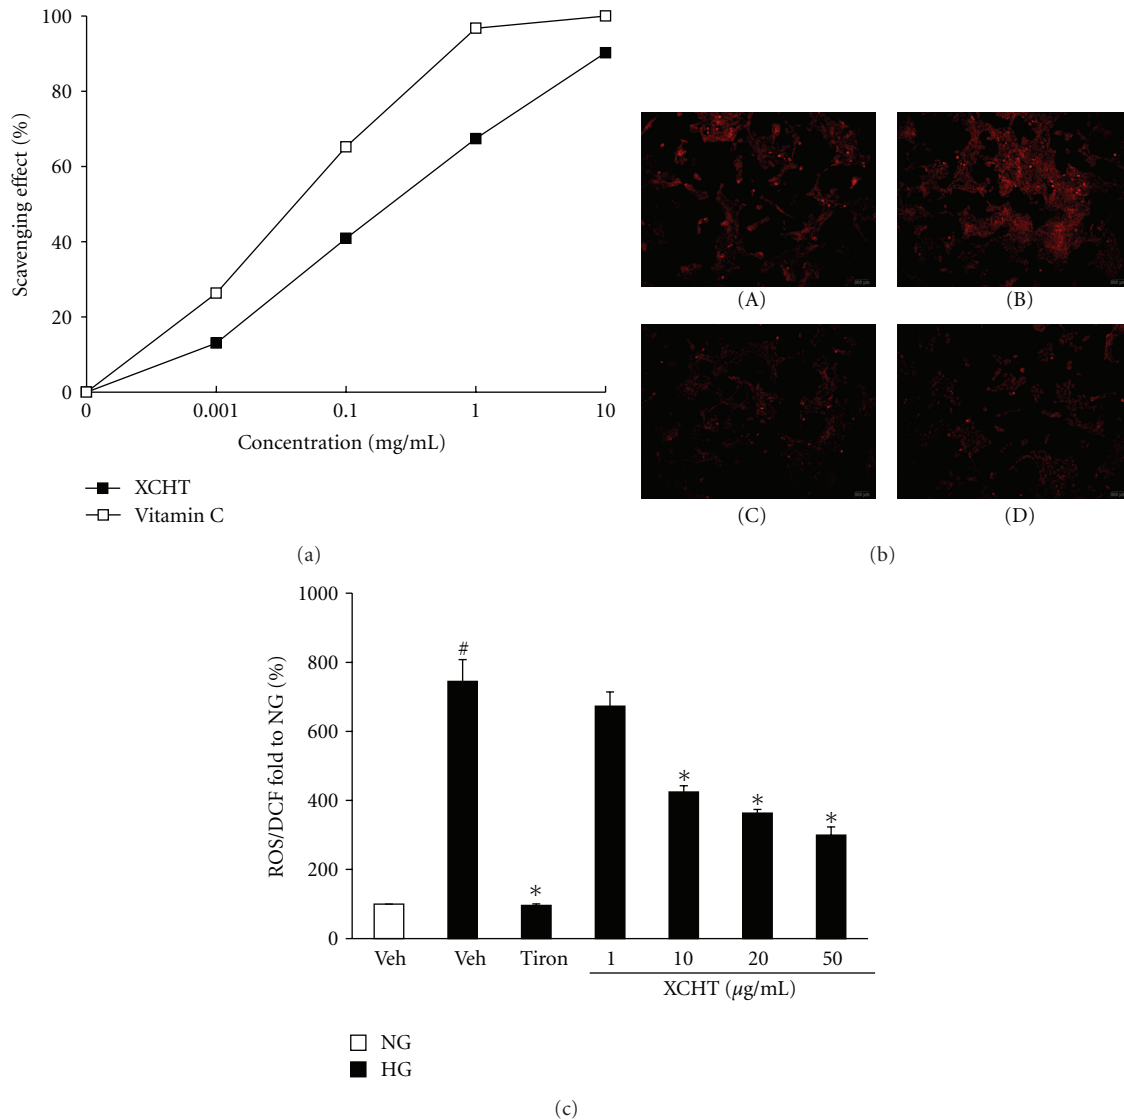 100
80
60
40
20
0
Scavenging effect (%)
0 0.001 0.1 1 10
Concentration (mg/mL)
XCHT
Vitamin C
(a)
(A) (B)
(C) (D)
(b)
1000
800
600
400
200
0
ROS/DCF fold to NG (%)
#
*
*
*
*
Veh Veh Tiron 1 10 20 50
XCHT (μg/mL)
NG
HG
(c)